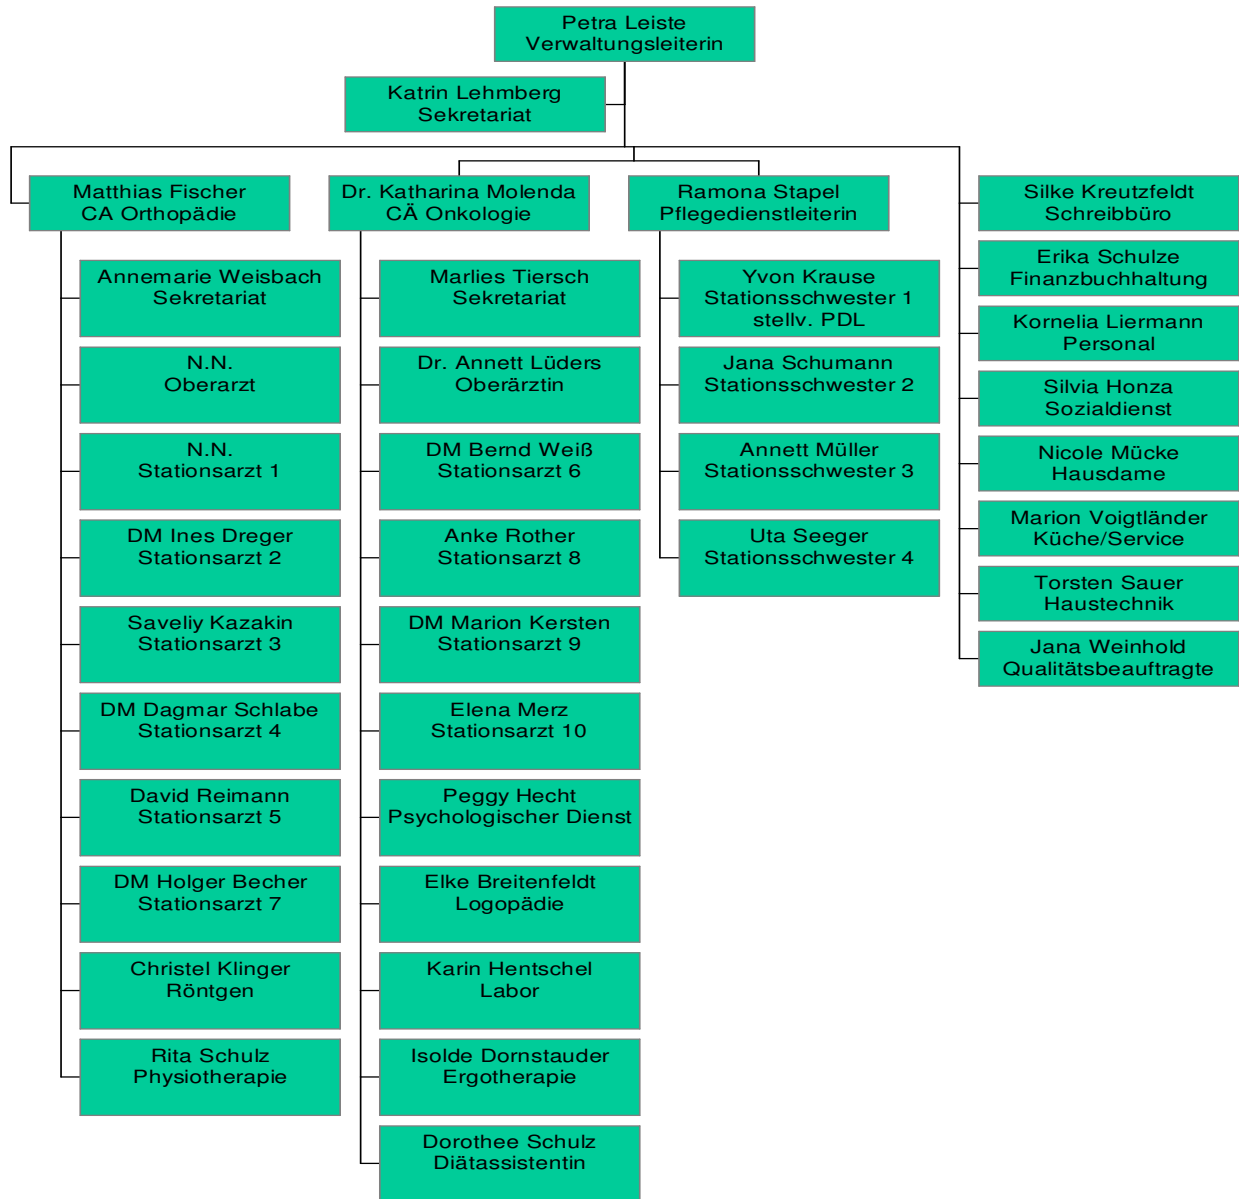 Petra Leiste
Verwaltungsleiterin
Katrin Lehmberg
Sekretariat
Matthias Fischer
CA Orthopädie
Annemarie Weisbach
Sekretariat
N.N.
Oberarzt
N.N.
Stationsarzt 1
DM Ines Dreger
Stationsarzt 2
Saveliy Kazakin
Stationsarzt 3
DM Dagmar Schlabe
Stationsarzt 4
David Reimann
Stationsarzt 5
DM Holger Becher
Stationsarzt 7
Christel Klinger
Röntgen
Rita Schulz
Physiotherapie
Dr. Katharina Molenda
CÄ Onkologie
Marlies Tiersch
Sekretariat
Dr. Annett Lüders
Oberärztin
DM Bernd Weiß
Stationsarzt 6
Anke Rother
Stationsarzt 8
DM Marion Kersten
Stationsarzt 9
Elena Merz
Stationsarzt 10
Peggy Hecht
Psychologischer Dienst
Elke Breitenfeldt
Logopädie
Karin Hentschel
Labor
Isolde Dornstauder
Ergotherapie
Dorothee Schulz
Diätassistentin
Ramona Stapel
Pflegedienstleiterin
Yvon Krause
Stationsschwester 1
stellv. PDL
Jana Schumann
Stationsschwester 2
Annett Müller
Stationsschwester 3
Uta Seeger
Stationsschwester 4
Silke Kreutzfeldt
Schreibbüro
Erika Schulze
Finanzbuchhaltung
Kornelia Liermann
Personal
Silvia Honza
Sozialdienst
Nicole Mücke
Hausdame
Marion Voigtländer
Küche/Service
Torsten Sauer
Haustechnik
Jana Weinhold
Qualitätsbeauftragte